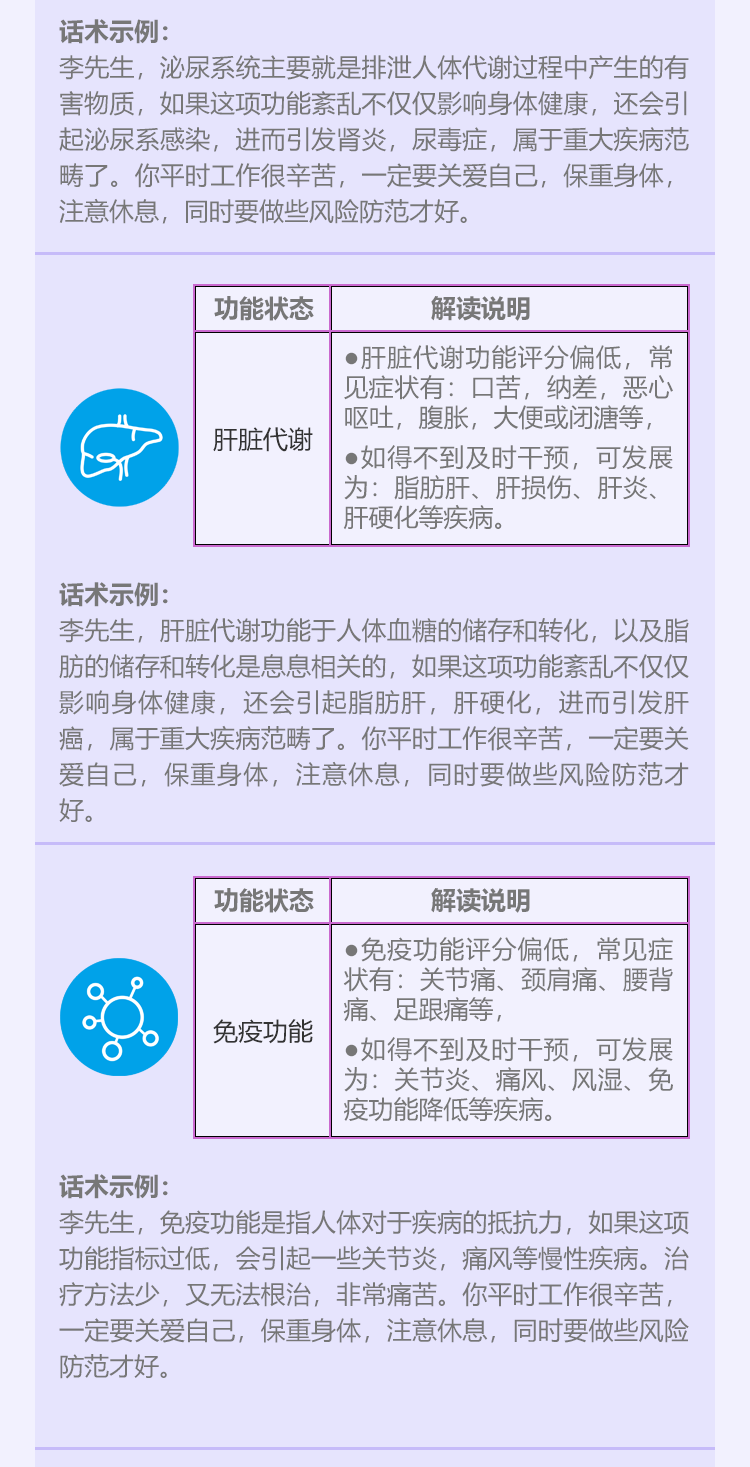 话术示例：
李先生，泌尿系统主要就是排泄人体代谢过程中产生的有
害物质，如果这项功能紊乱不仅仅影响身体健康，还会引
起泌尿系感染，进而引发肾炎，尿毒症，属于重大疾病范
畴了。你平时工作很辛苦，一定要关爱自己，保重身体，
注意休息，同时要做些风险防范才好。
功能状态
解读说明
肝脏代谢
●肝脏代谢功能评分偏低，常
见症状有：口苦，纳差，恶心
呕吐，腹胀，大便或闭溏等，
●如得不到及时干预，可发展
为：脂肪肝、肝损伤、肝炎、
肝硬化等疾病。
话术示例：
李先生，肝脏代谢功能于人体血糖的储存和转化，以及脂
肪的储存和转化是息息相关的，如果这项功能紊乱不仅仅
影响身体健康，还会引起脂肪肝，肝硬化，进而引发肝
癌，属于重大疾病范畴了。你平时工作很辛苦，一定要关
爱自己，保重身体，注意休息，同时要做些风险防范才
好。
功能状态
解读说明
免疫功能
●免疫功能评分偏低，常见症
状有：关节痛、颈肩痛、腰背
痛、足跟痛等，
●如得不到及时干预，可发展
为：关节炎、痛风、风湿、免
疫功能降低等疾病。
话术示例：
李先生，免疫功能是指人体对于疾病的抵抗力，如果这项
功能指标过低，会引起一些关节炎，痛风等慢性疾病。治
疗方法少，又无法根治，非常痛苦。你平时工作很辛苦，
一定要关爱自己，保重身体，注意休息，同时要做些风险
防范才好。